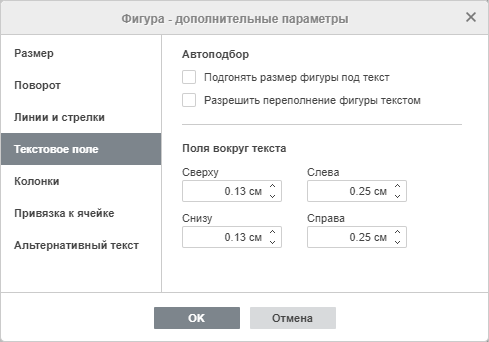 Фигура - дополнительные параметры
Размер
Поворот
Линии и стрелки
Текстовое поле
Колонки
Привязка к ячейке
Альтернативный текст
Автоподбор
Подгонять размер фигуры под текст
Разрешить переполнение фигуры текстом
Поля вокруг текста
Сверху Слева
0.13 см 0.25 см
Снизу Справа
0.13 см 0.25 см
OK Отмена